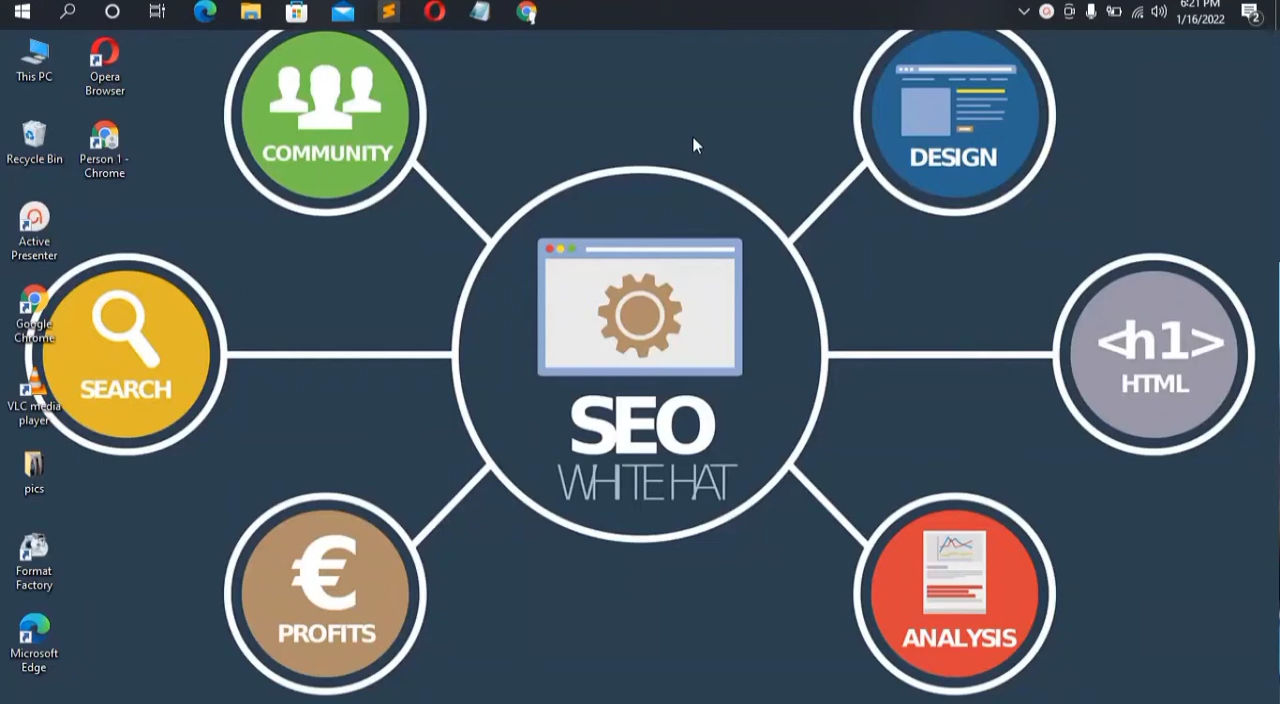 6:21 PM
1/16/2022
2
This PC
Opera
Browser
Recycle Bin
Person 1 -
Chrome
Active
Presenter
Google
Chrome
VLC media
player
pics
Format
Factory
Microsoft
Edge
COMMUNITY
DESIGN
SEARCH
<h1>
HTML
SEO
WHITE HAT
€
PROFITS
ANALYSIS